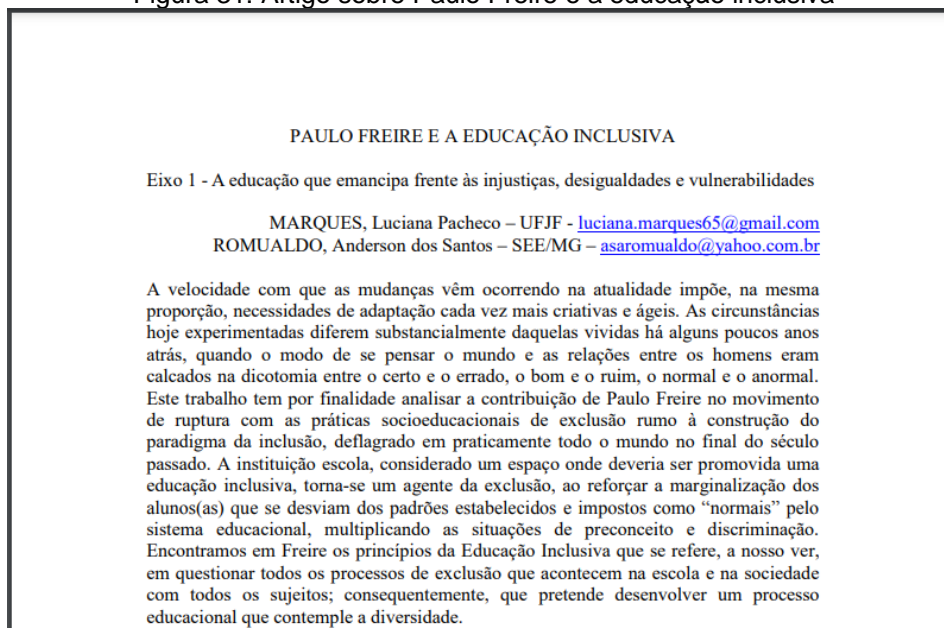 Figura 31: Artigo sobre Paulo Freire e a educação inclusiva
PAULO FREIRE E A EDUCAÇÃO INCLUSIVA
Eixo 1 - A educação que emancipa frente às injustiças, desigualdades e vulnerabilidades
MARQUES, Luciana Pacheco – UFJF - luciana.marques65@gmail.com
ROMUALDO, Anderson dos Santos – SEE/MG – asaromualdo@yahoo.com.br
A velocidade com que as mudanças vêm ocorrendo na atualidade impõe, na mesma
proporção, necessidades de adaptação cada vez mais criativas e ágeis. As circunstâncias
hoje experimentadas diferem substancialmente daquelas vividas há alguns poucos anos
atrás, quando o modo de se pensar o mundo e as relações entre os homens eram
calcados na dicotomia entre o certo e o errado, o bom e o ruim, o normal e o anormal.
Este trabalho tem por finalidade analisar a contribuição de Paulo Freire no movimento
de ruptura com as práticas socioeducacionais de exclusão rumo à construção do
paradigma da inclusão, deflagrado em praticamente todo o mundo no final do século
passado. A instituição escola, considerado um espaço onde deveria ser promovida uma
educação inclusiva, torna-se um agente da exclusão, ao reforçar a marginalização dos
alunos(as) que se desviam dos padrões estabelecidos e impostos como “normais” pelo
sistema educacional, multiplicando as situações de preconceito e discriminação.
Encontramos em Freire os princípios da Educação Inclusiva que se refere, a nosso ver,
em questionar todos os processos de exclusão que acontecem na escola e na sociedade
com todos os sujeitos; consequentemente, que pretende desenvolver um processo
educacional que contemple a diversidade.